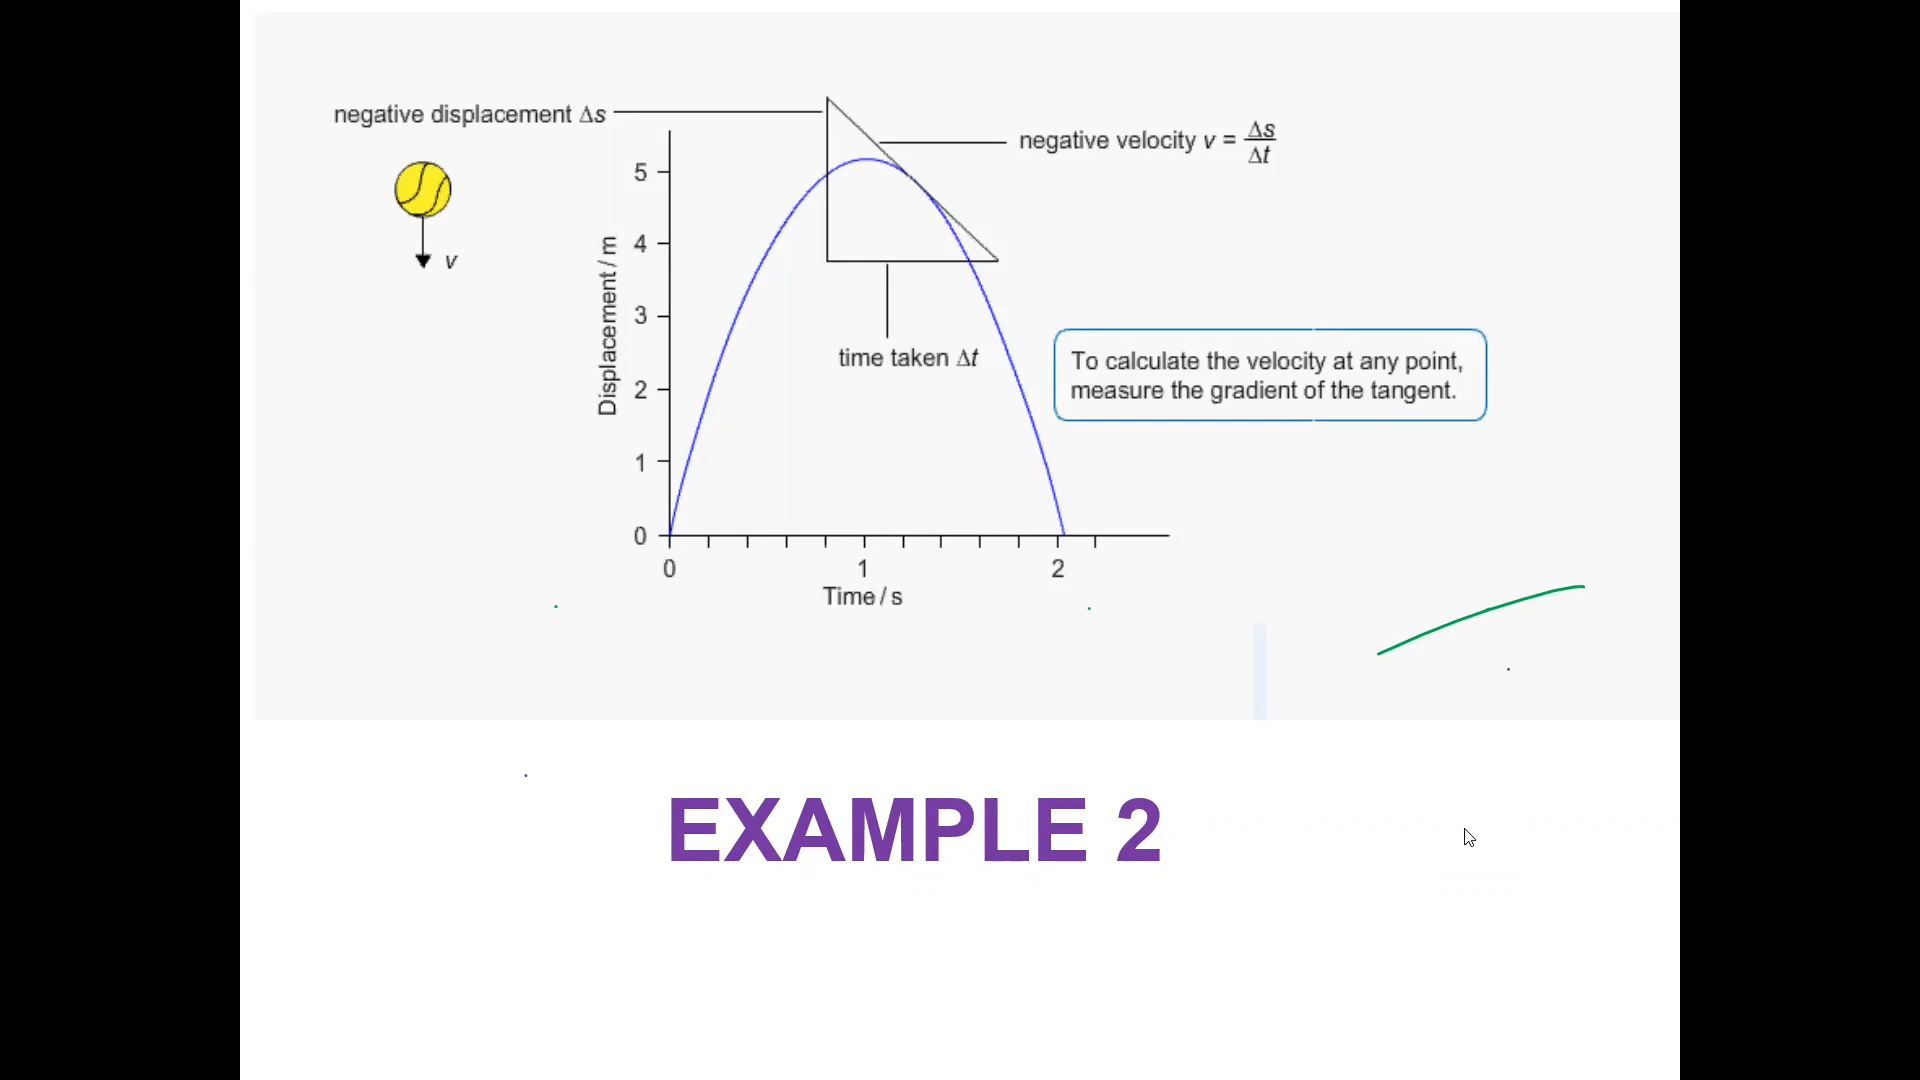 negative displacement Δs
negative velocity v = Δs/Δt
v
Displacement / m
5
4
3
2
1
0
time taken Δt
To calculate the velocity at any point,
measure the gradient of the tangent.
0 1 2
Time / s
EXAMPLE 2